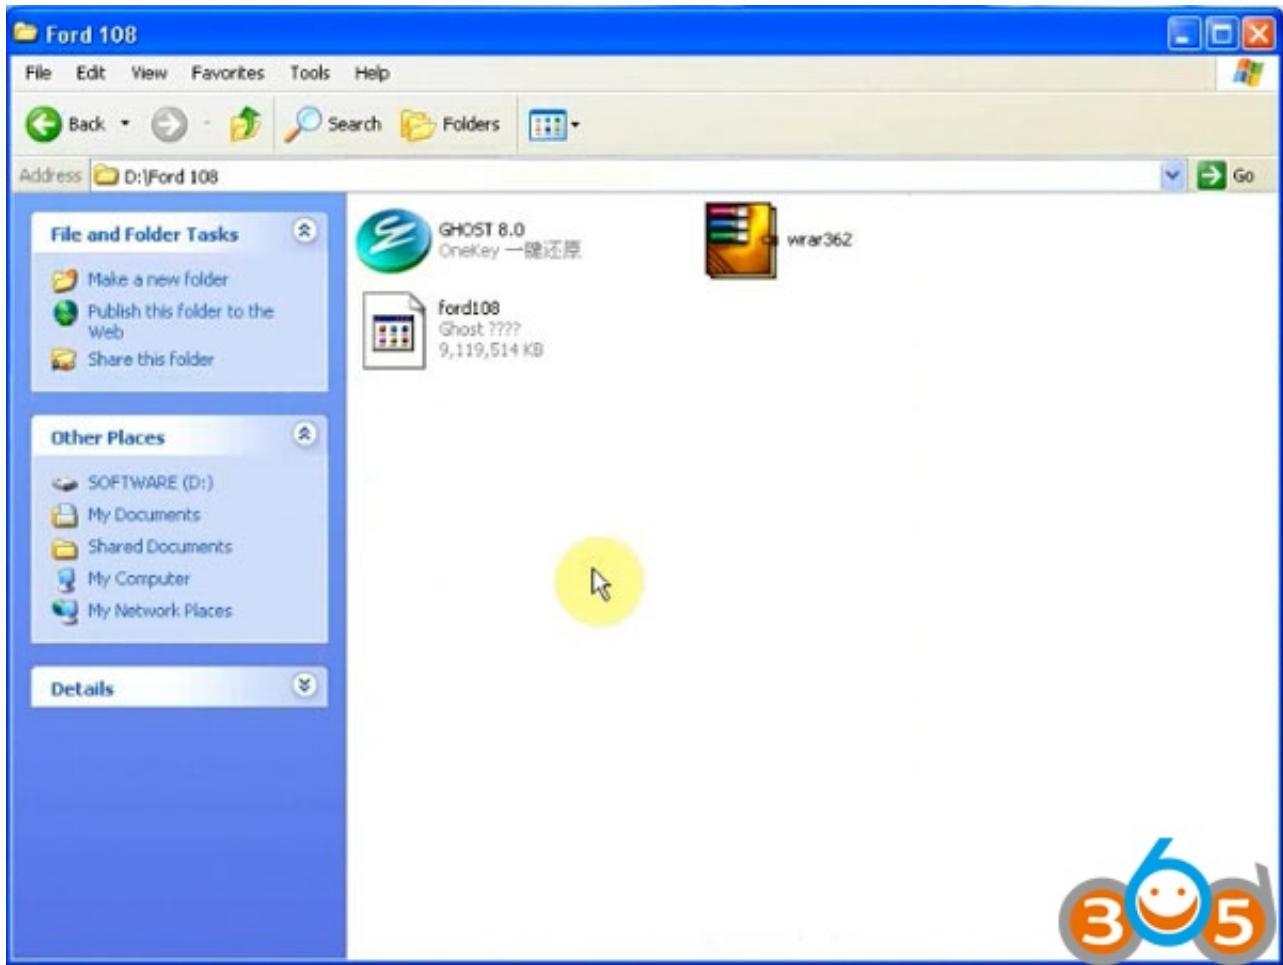 Ford 108
File Edit View Favorites Tools Help
Back Search Folders
Address D:\Ford 108 Go
File and Folder Tasks
Make a new folder
Publish this folder to the
Web
Share this folder
Other Places
SOFTWARE (D:)
My Documents
Shared Documents
My Computer
My Network Places
Details
GHOST 8.0
OneKey 一键还原
wrar362
ford108
Ghost ????
9,119,514 KB
365d